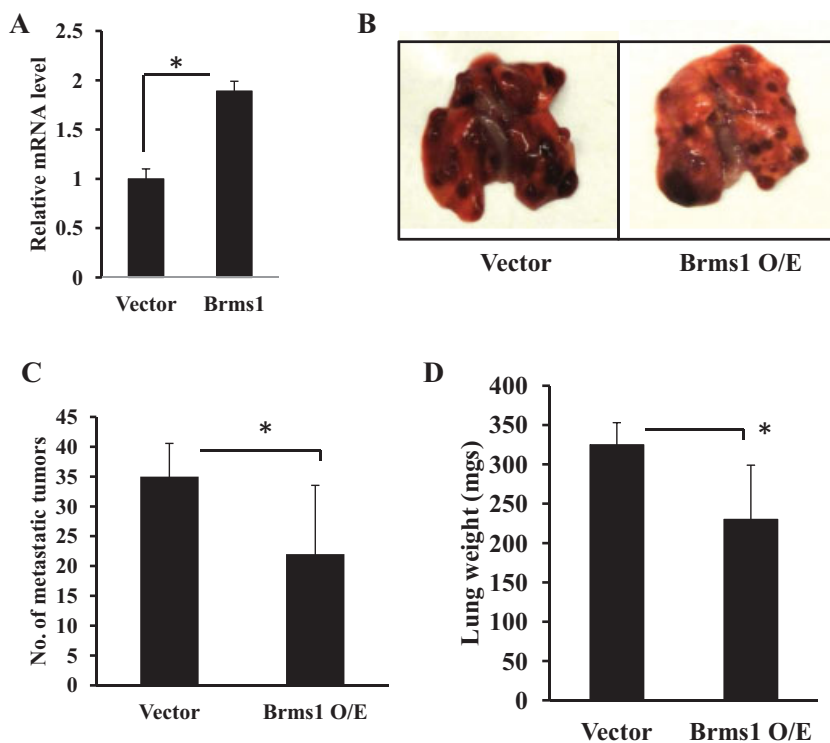 A
Relative mRNA level
2.5
2
1.5
1
0.5
0
*
Vector Brms1
B
Vector Brms1 O/E
C
No. of metastatic tumors
45
40
35
30
25
20
15
10
5
0
*
Vector Brms1 O/E
D
Lung weight (mgs)
400
350
300
250
200
150
100
50
0
*
Vector Brms1 O/E